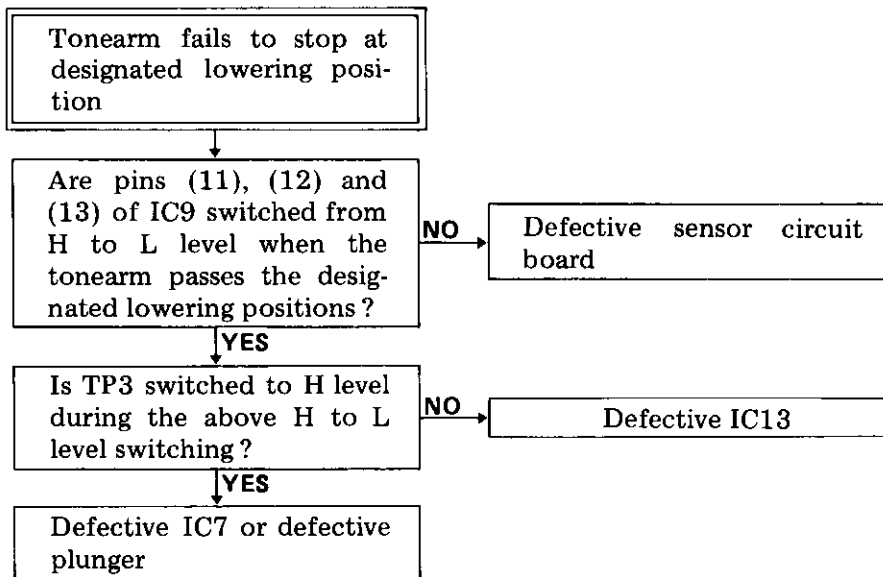 Tonearm fails to stop at
designated lowering posi-
tion
Are pins (11), (12) and
(13) of IC9 switched from
H to L level when the
tonearm passes the desig-
nated lowering positions?
NO
Defective sensor circuit
board
YES
Is TP3 switched to H level
during the above H to L
level switching?
NO
Defective IC13
YES
Defective IC7 or defective
plunger